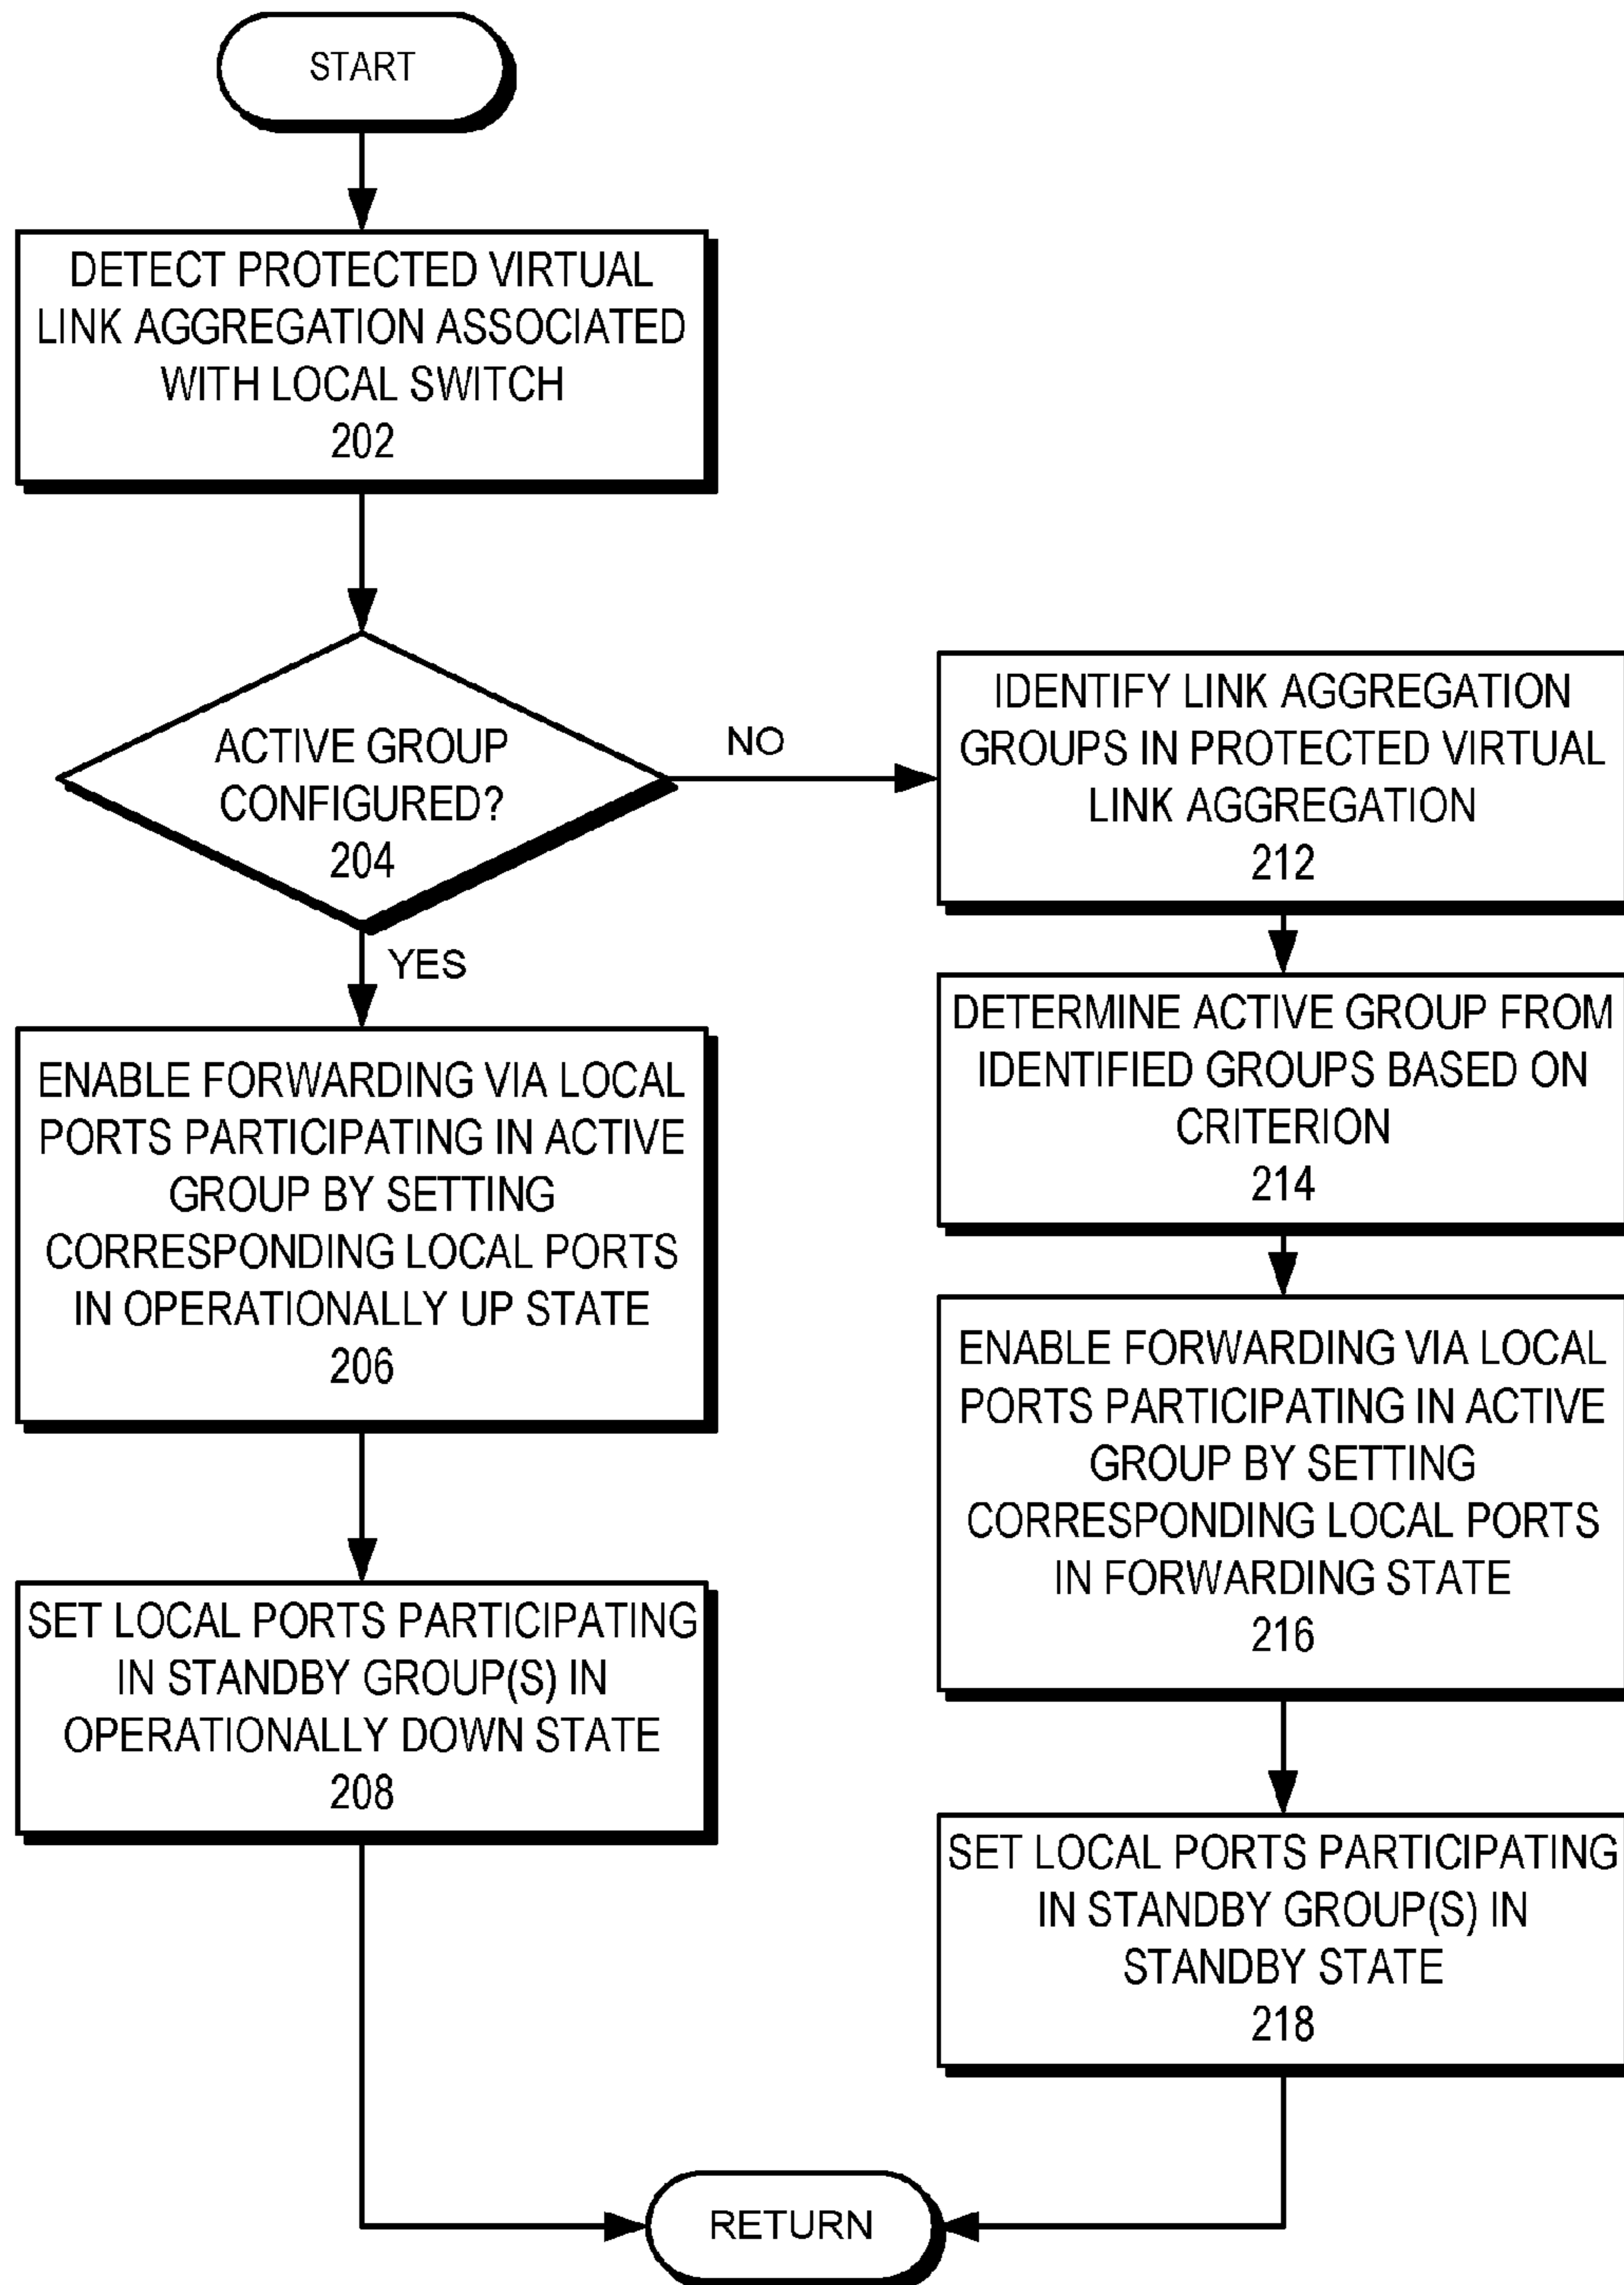 START
DETECT PROTECTED VIRTUAL
LINK AGGREGATION ASSOCIATED
WITH LOCAL SWITCH
202
ACTIVE GROUP
CONFIGURED?
204
NO
YES
ENABLE FORWARDING VIA LOCAL
PORTS PARTICIPATING IN ACTIVE
GROUP BY SETTING
CORRESPONDING LOCAL PORTS
IN OPERATIONALLY UP STATE
206
SET LOCAL PORTS PARTICIPATING
IN STANDBY GROUP(S) IN
OPERATIONALLY DOWN STATE
208
IDENTIFY LINK AGGREGATION
GROUPS IN PROTECTED VIRTUAL
LINK AGGREGATION
212
DETERMINE ACTIVE GROUP FROM
IDENTIFIED GROUPS BASED ON
CRITERION
214
ENABLE FORWARDING VIA LOCAL
PORTS PARTICIPATING IN ACTIVE
GROUP BY SETTING
CORRESPONDING LOCAL PORTS
IN FORWARDING STATE
216
SET LOCAL PORTS PARTICIPATING
IN STANDBY GROUP(S) IN
STANDBY STATE
218
RETURN